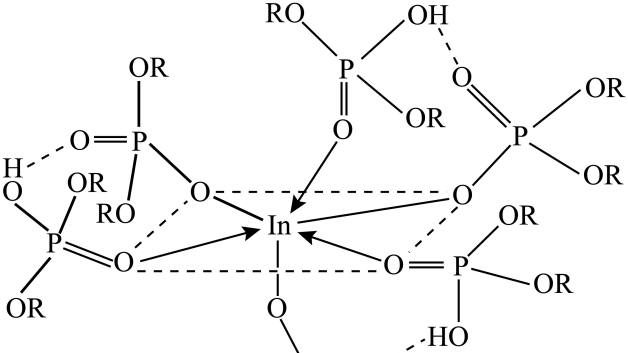 RO OH
P O
OR OR
O P P
H OR
O O
OR RO O O OR
In OR
P O O P
OR OR
O HO